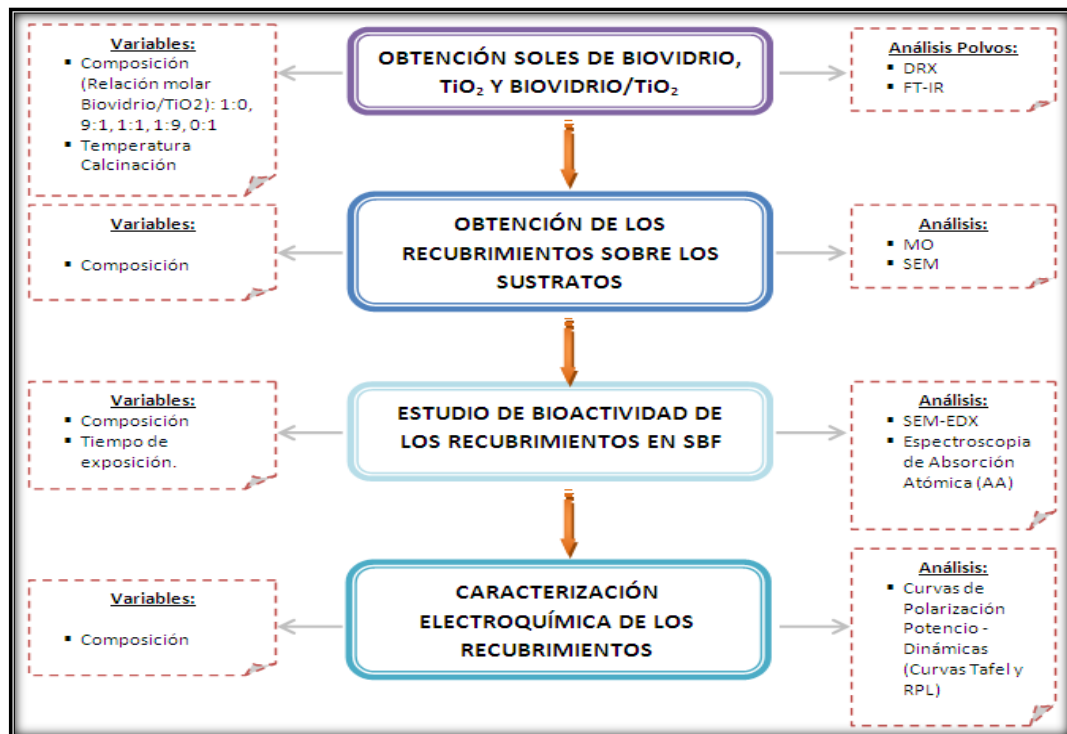 Variables:
▪ Composición
(Relación molar
Biovidrio/TiO2): 1:0,
9:1, 1:1, 1:9, 0:1
▪ Temperatura
Calcinación
OBTENCIÓN SOLES DE BIOVIDRIO,
TiO₂ Y BIOVIDRIO/TiO₂
Análisis Polvos:
▪ DRX
▪ FT-IR
Variables:
▪ Composición
OBTENCIÓN DE LOS
RECUBRIMIENTOS SOBRE LOS
SUSTRATOS
Análisis:
▪ MO
▪ SEM
Variables:
▪ Composición
▪ Tiempo de
exposición.
ESTUDIO DE BIOACTIVIDAD DE
LOS RECUBRIMIENTOS EN SBF
Análisis:
▪ SEM-EDX
▪ Espectroscopia
de Absorción
Atómica (AA)
Variables:
▪ Composición
CARACTERIZACIÓN
ELECTROQUÍMICA DE LOS
RECUBRIMIENTOS
Análisis:
▪ Curvas de
Polarización
Potencio -
Dinámicas
(Curvas Tafel y
RPL)